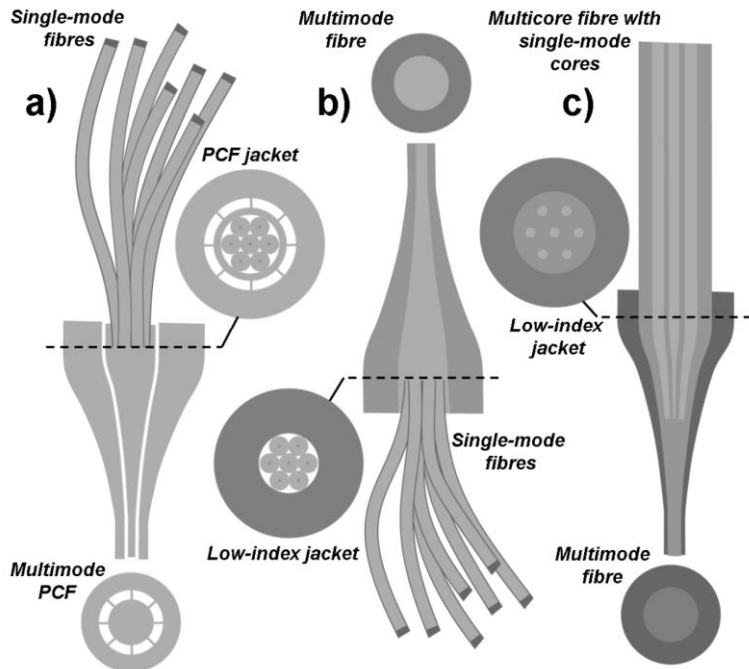 Single-mode
fibres
a)
PCF jacket
Multimode
PCF
Multimode
fibre
b)
Single-mode
fibres
Low-index jacket
Multicore fibre wIth
single-mode
cores
c)
Low-index
jacket
Multimode
fibre